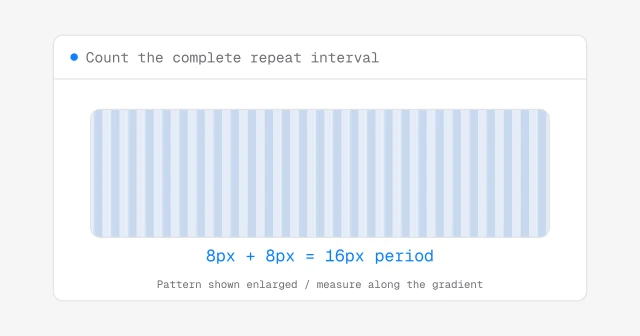 Count the complete repeat interval
8px + 8px = 16px period
Pattern shown enlarged / measure along the gradient